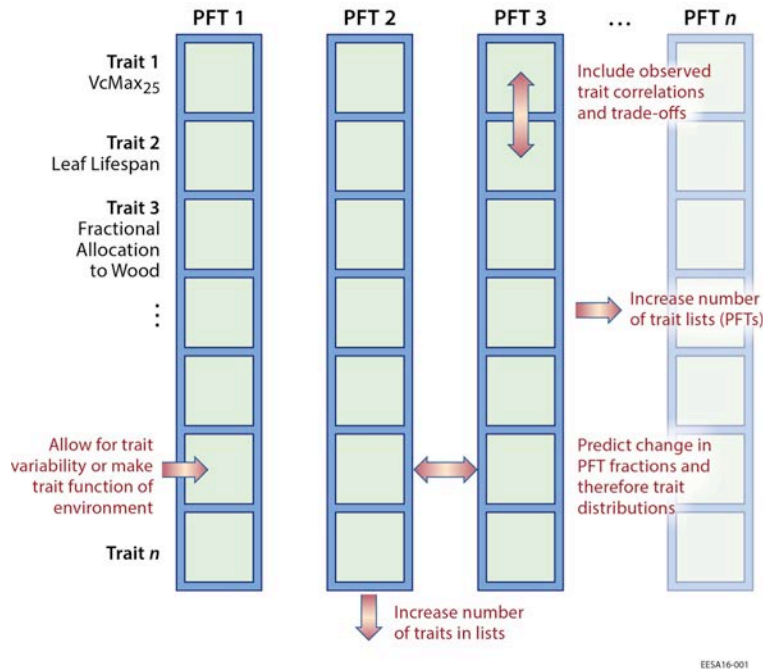 PFT 1 PFT 2 PFT 3 ... PFT n
Trait 1
VcMax25
Include observed
trait correlations
and trade-offs
Trait 2
Leaf Lifespan
Trait 3
Fractional
Allocation
to Wood
...
Increase number
of trait lists (PFTs)
Allow for trait
variability or make
trait function of
environment
Predict change in
PFT fractions and
therefore trait
distributions
Trait n
Increase number
of traits in lists
EESA16-001